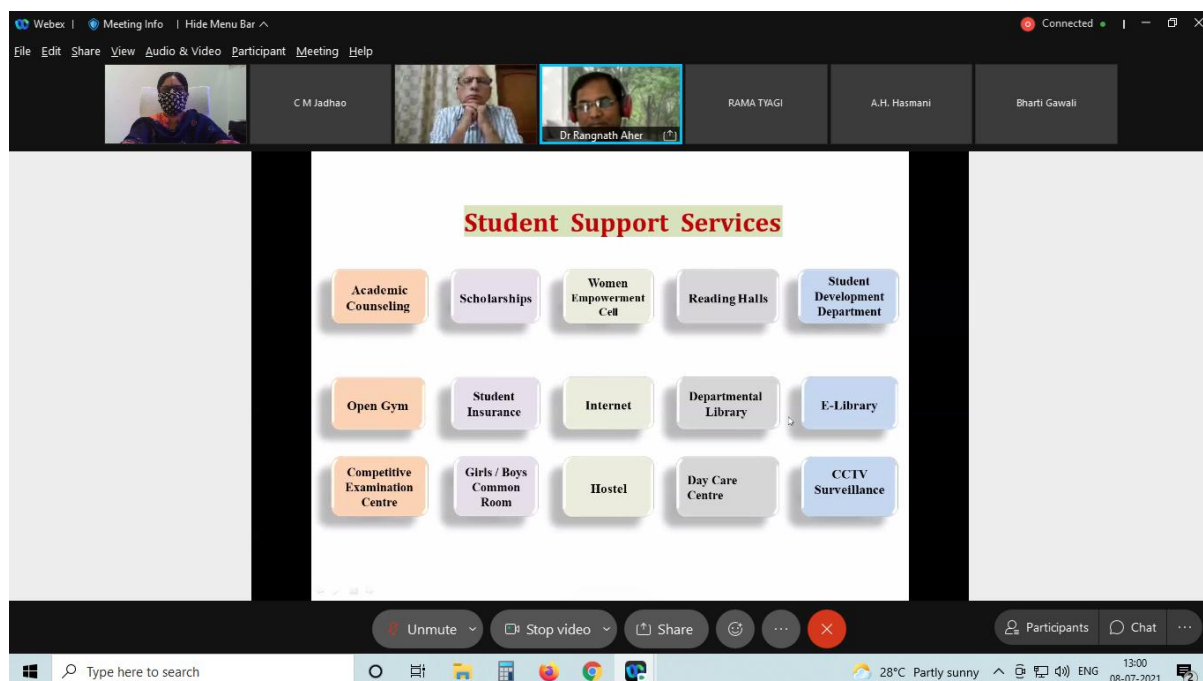 Webex | Meeting Info | Hide Menu Bar
Connected
File Edit Share View Audio & Video Participant Meeting Help
C M Jadhao
Dr Rangnath Aher
RAMA TYAGI
A.H. Hasmani
Bharti Gawali
Student Support Services
Academic
Counseling
Scholarships
Women
Empowerment
Cell
Reading Halls
Student
Development
Department
Open Gym
Student
Insurance
Internet
Departmental
Library
E-Library
Competitive
Examination
Centre
Girls / Boys
Common
Room
Hostel
Day Care
Centre
CCTV
Surveillance
Unmute
Stop video
Share
Participants
Chat
Type here to search
28°C Partly sunny
ENG
13:00
08-07-2021
2